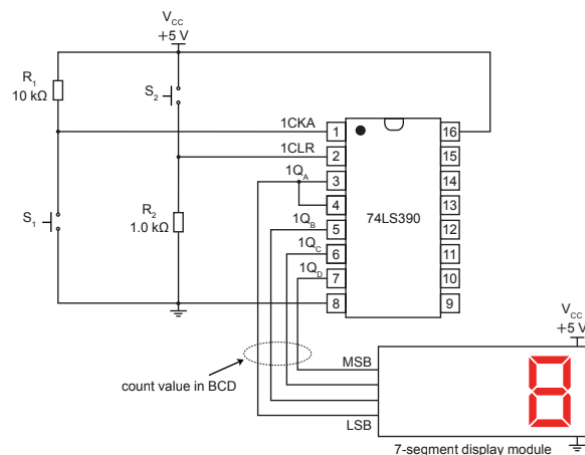 VCC
+5 V
R1
10 kΩ
S2
1CKA
1CLR
1QA
1QB
1QC
1QD
R2
1.0 kΩ
S1
1
2
3
4
5
6
7
8
74LS390
16
15
14
13
12
11
10
9
VCC
+5 V
count value in BCD
MSB
LSB
8
7-segment display module